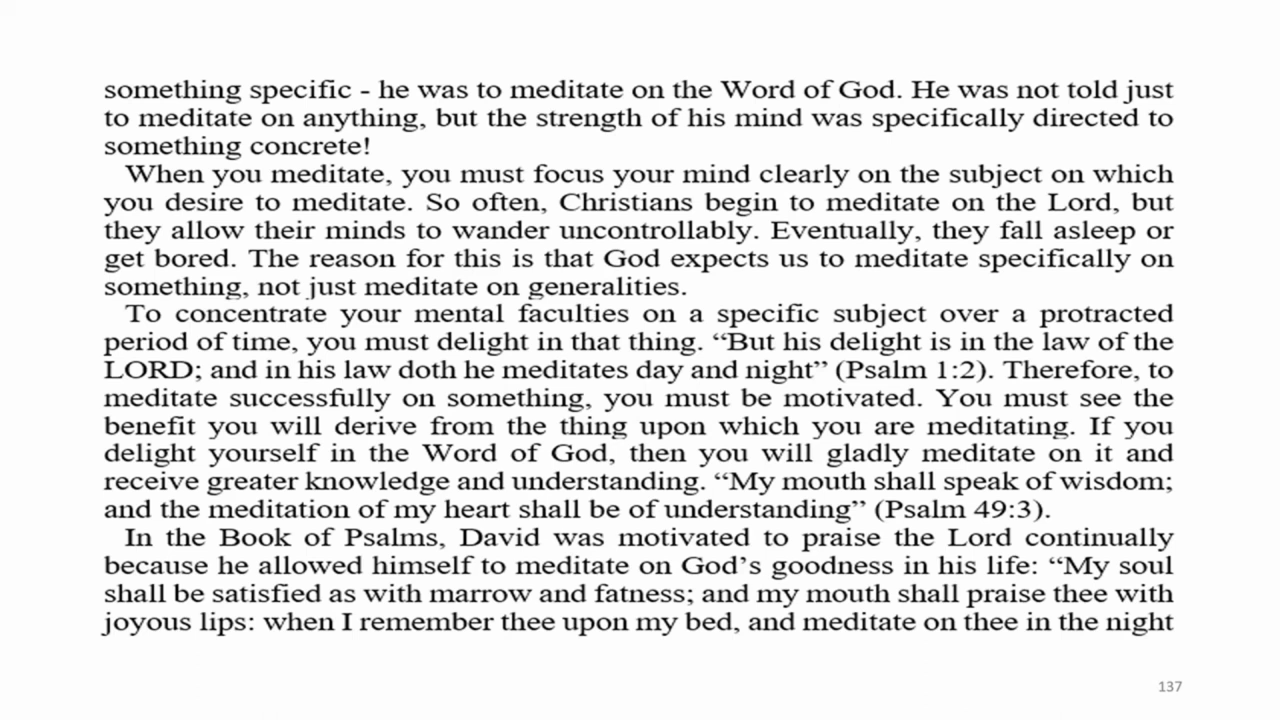 something specific - he was to meditate on the Word of God. He was not told just
to meditate on anything, but the strength of his mind was specifically directed to
something concrete!
When you meditate, you must focus your mind clearly on the subject on which
you desire to meditate. So often, Christians begin to meditate on the Lord, but
they allow their minds to wander uncontrollably. Eventually, they fall asleep or
get bored. The reason for this is that God expects us to meditate specifically on
something, not just meditate on generalities.
To concentrate your mental faculties on a specific subject over a protracted
period of time, you must delight in that thing. “But his delight is in the law of the
LORD; and in his law doth he meditates day and night” (Psalm 1:2). Therefore, to
meditate successfully on something, you must be motivated. You must see the
benefit you will derive from the thing upon which you are meditating. If you
delight yourself in the Word of God, then you will gladly meditate on it and
receive greater knowledge and understanding. “My mouth shall speak of wisdom;
and the meditation of my heart shall be of understanding” (Psalm 49:3).
In the Book of Psalms, David was motivated to praise the Lord continually
because he allowed himself to meditate on God’s goodness in his life: “My soul
shall be satisfied as with marrow and fatness; and my mouth shall praise thee with
joyous lips: when I remember thee upon my bed, and meditate on thee in the night
137